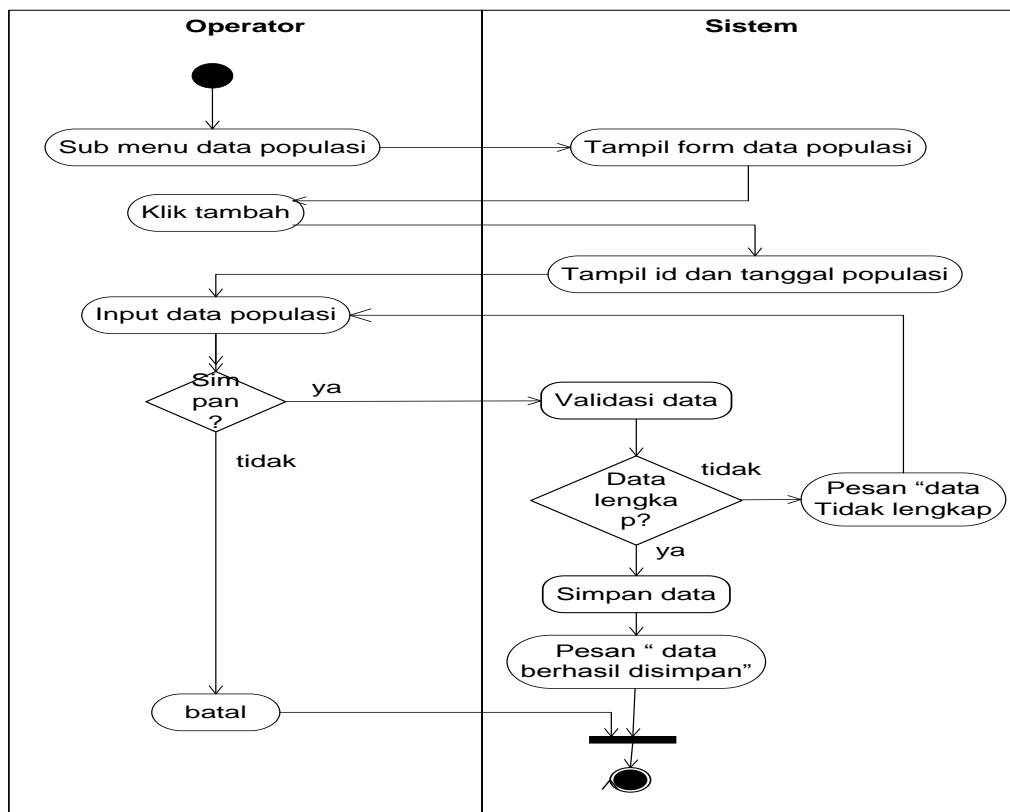 Operator
Sistem
Sub menu data populasi
Tampil form data populasi
Klik tambah
Tampil id dan tanggal populasi
Input data populasi
Sim
pan
?
ya
Validasi data
tidak
Data
lengka
p?
tidak
Pesan “data
Tidak lengkap
ya
Simpan data
Pesan “ data
berhasil disimpan”
batal